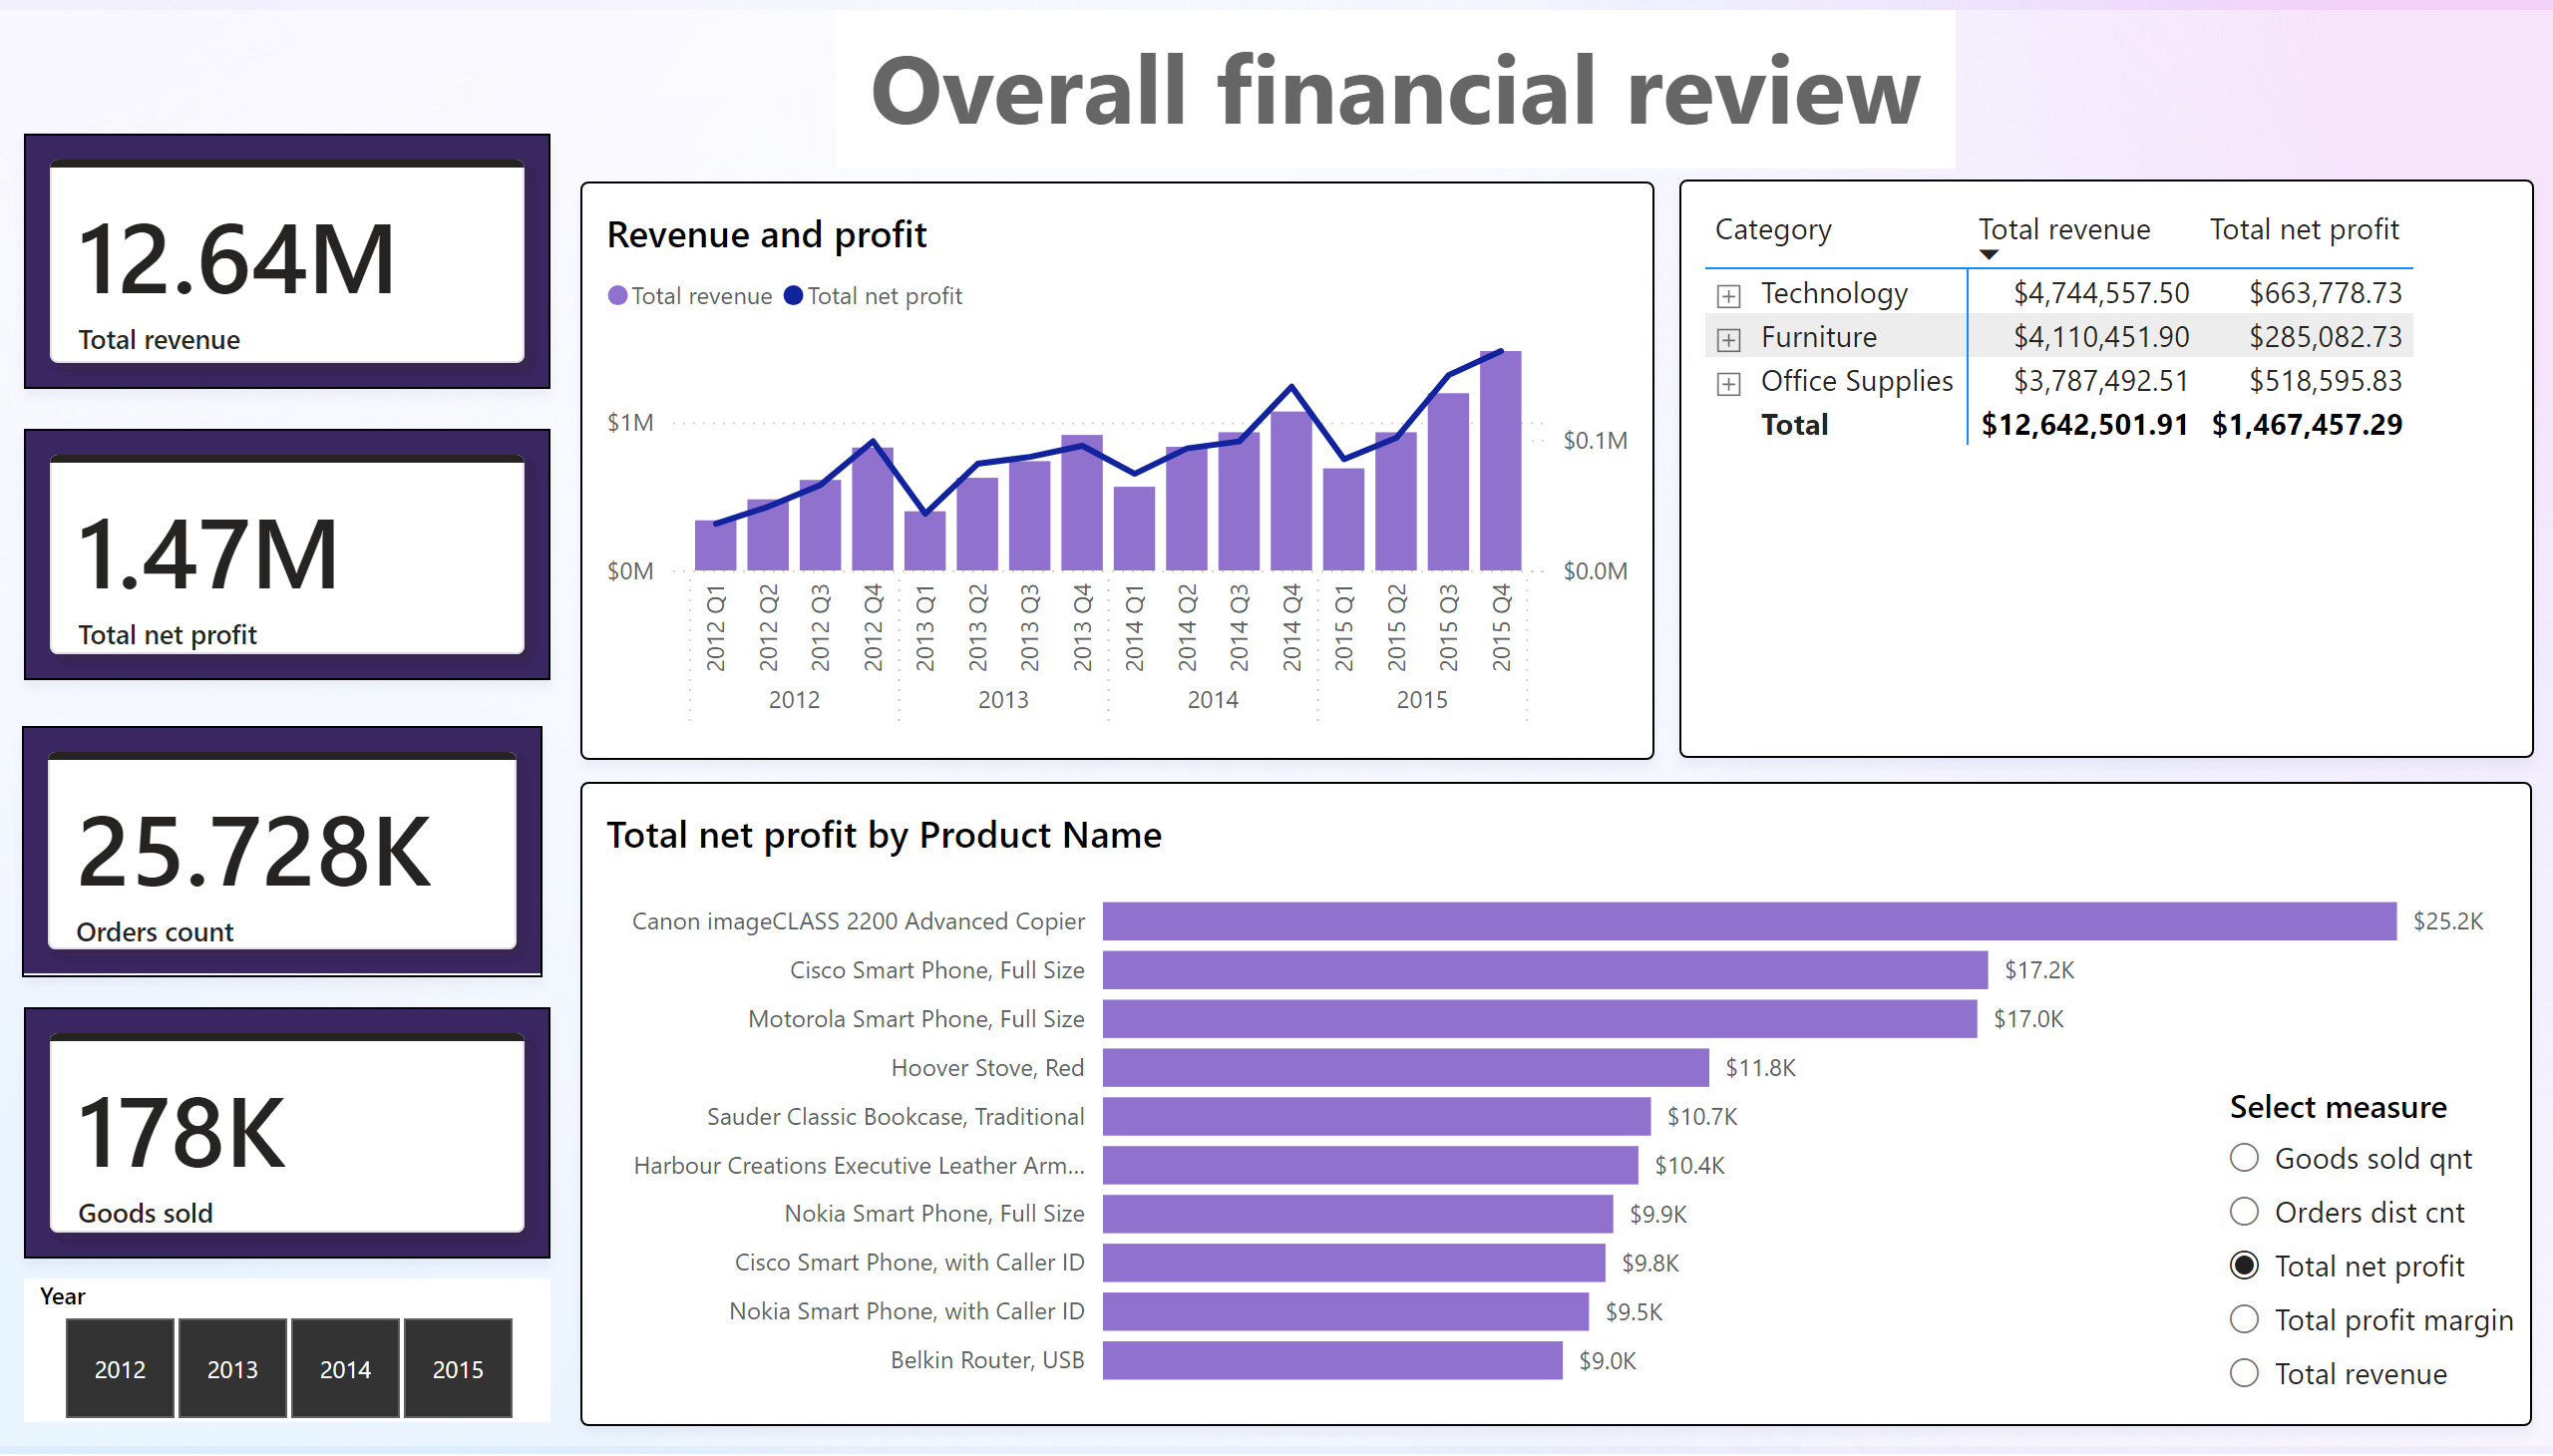 Overall financial review
12.64M
Total revenue
1.47M
Total net profit
25.728K
Orders count
178K
Goods sold
Year
2012 2013 2014 2015
Revenue and profit
Total revenue Total net profit
$1M
$0M
$0.1M
$0.0M
2012 Q1 2012 Q2 2012 Q3 2012 Q4 2013 Q1 2013 Q2 2013 Q3 2013 Q4 2014 Q1 2014 Q2 2014 Q3 2014 Q4 2015 Q1 2015 Q2 2015 Q3 2015 Q4
2012 2013 2014 2015
Category Total revenue Total net profit
Technology $4,744,557.50 $663,778.73
Furniture $4,110,451.90 $285,082.73
Office Supplies $3,787,492.51 $518,595.83
Total $12,642,501.91 $1,467,457.29
Total net profit by Product Name
Canon imageCLASS 2200 Advanced Copier $25.2K
Cisco Smart Phone, Full Size $17.2K
Motorola Smart Phone, Full Size $17.0K
Hoover Stove, Red $11.8K
Sauder Classic Bookcase, Traditional $10.7K
Harbour Creations Executive Leather Arm... $10.4K
Nokia Smart Phone, Full Size $9.9K
Cisco Smart Phone, with Caller ID $9.8K
Nokia Smart Phone, with Caller ID $9.5K
Belkin Router, USB $9.0K
Select measure
Goods sold qnt
Orders dist cnt
Total net profit
Total profit margin
Total revenue